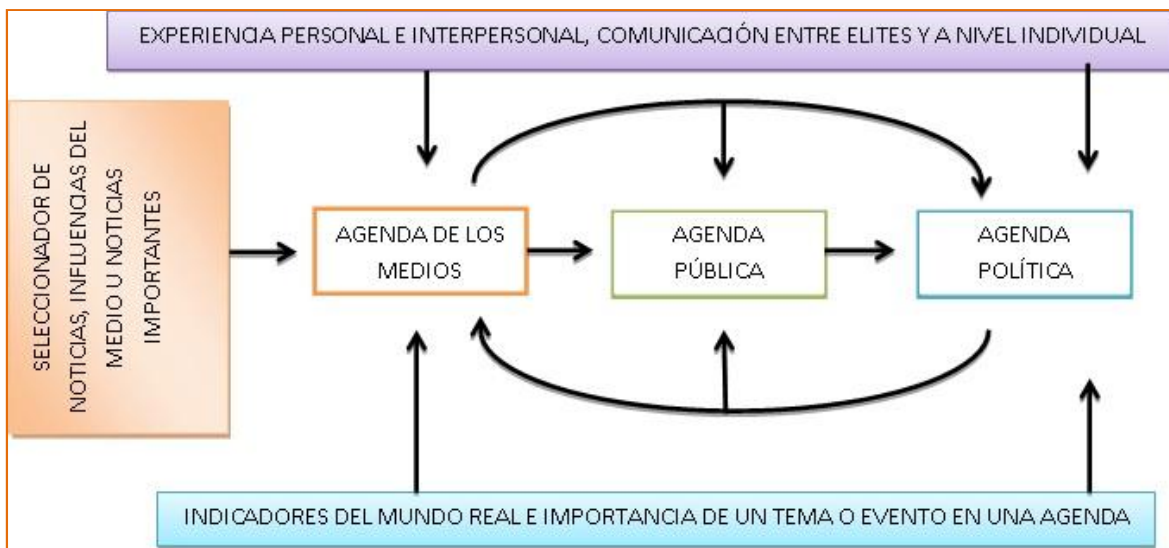 EXPERIENCIA PERSONAL E INTERPERSONAL, COMUNICACIÓN ENTRE ELITES Y A NIVEL INDIVIDUAL
SELECCIONADOR DE
NOTICIAS, INFLUENCIAS DEL
MEDIO U NOTICIAS
IMPORTANTES
AGENDA DE LOS
MEDIOS
AGENDA
PÚBLICA
AGENDA
POLÍTICA
INDICADORES DEL MUNDO REAL E IMPORTANCIA DE UN TEMA O EVENTO EN UNA AGENDA